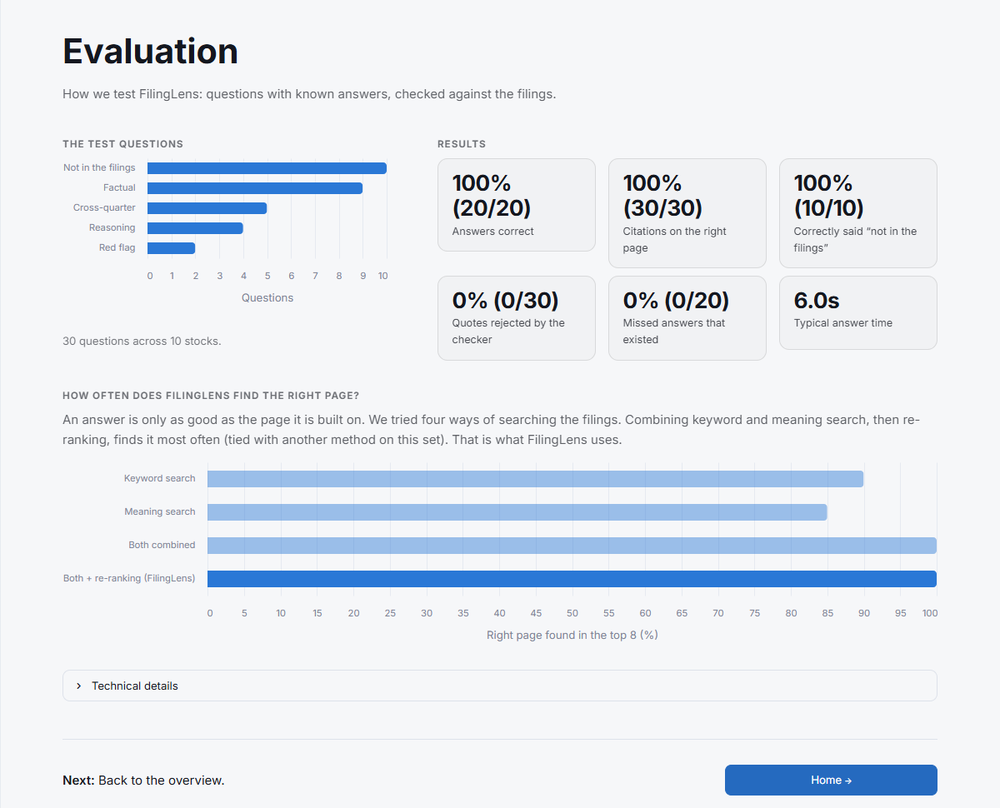 Evaluation
How we test FilingLens: questions with known answers, checked against the filings.
THE TEST QUESTIONS
Not in the filings
Factual
Cross-quarter
Reasoning
Red flag
0 1 2 3 4 5 6 7 8 9 10
Questions
30 questions across 10 stocks.
RESULTS
100%
(20/20)
Answers correct
100%
(30/30)
Citations on the right
page
100%
(10/10)
Correctly said “not in the
filings”
0% (0/30)
Quotes rejected by the
checker
0% (0/20)
Missed answers that
existed
6.0s
Typical answer time
HOW OFTEN DOES FILINGLENS FIND THE RIGHT PAGE?
An answer is only as good as the page it is built on. We tried four ways of searching the filings. Combining keyword and meaning search, then re-
ranking, finds it most often (tied with another method on this set). That is what FilingLens uses.
Keyword search
Meaning search
Both combined
Both + re-ranking (FilingLens)
0 5 10 15 20 25 30 35 40 45 50 55 60 65 70 75 80 85 90 95 100
Right page found in the top 8 (%)
› Technical details
Next: Back to the overview.
Home →